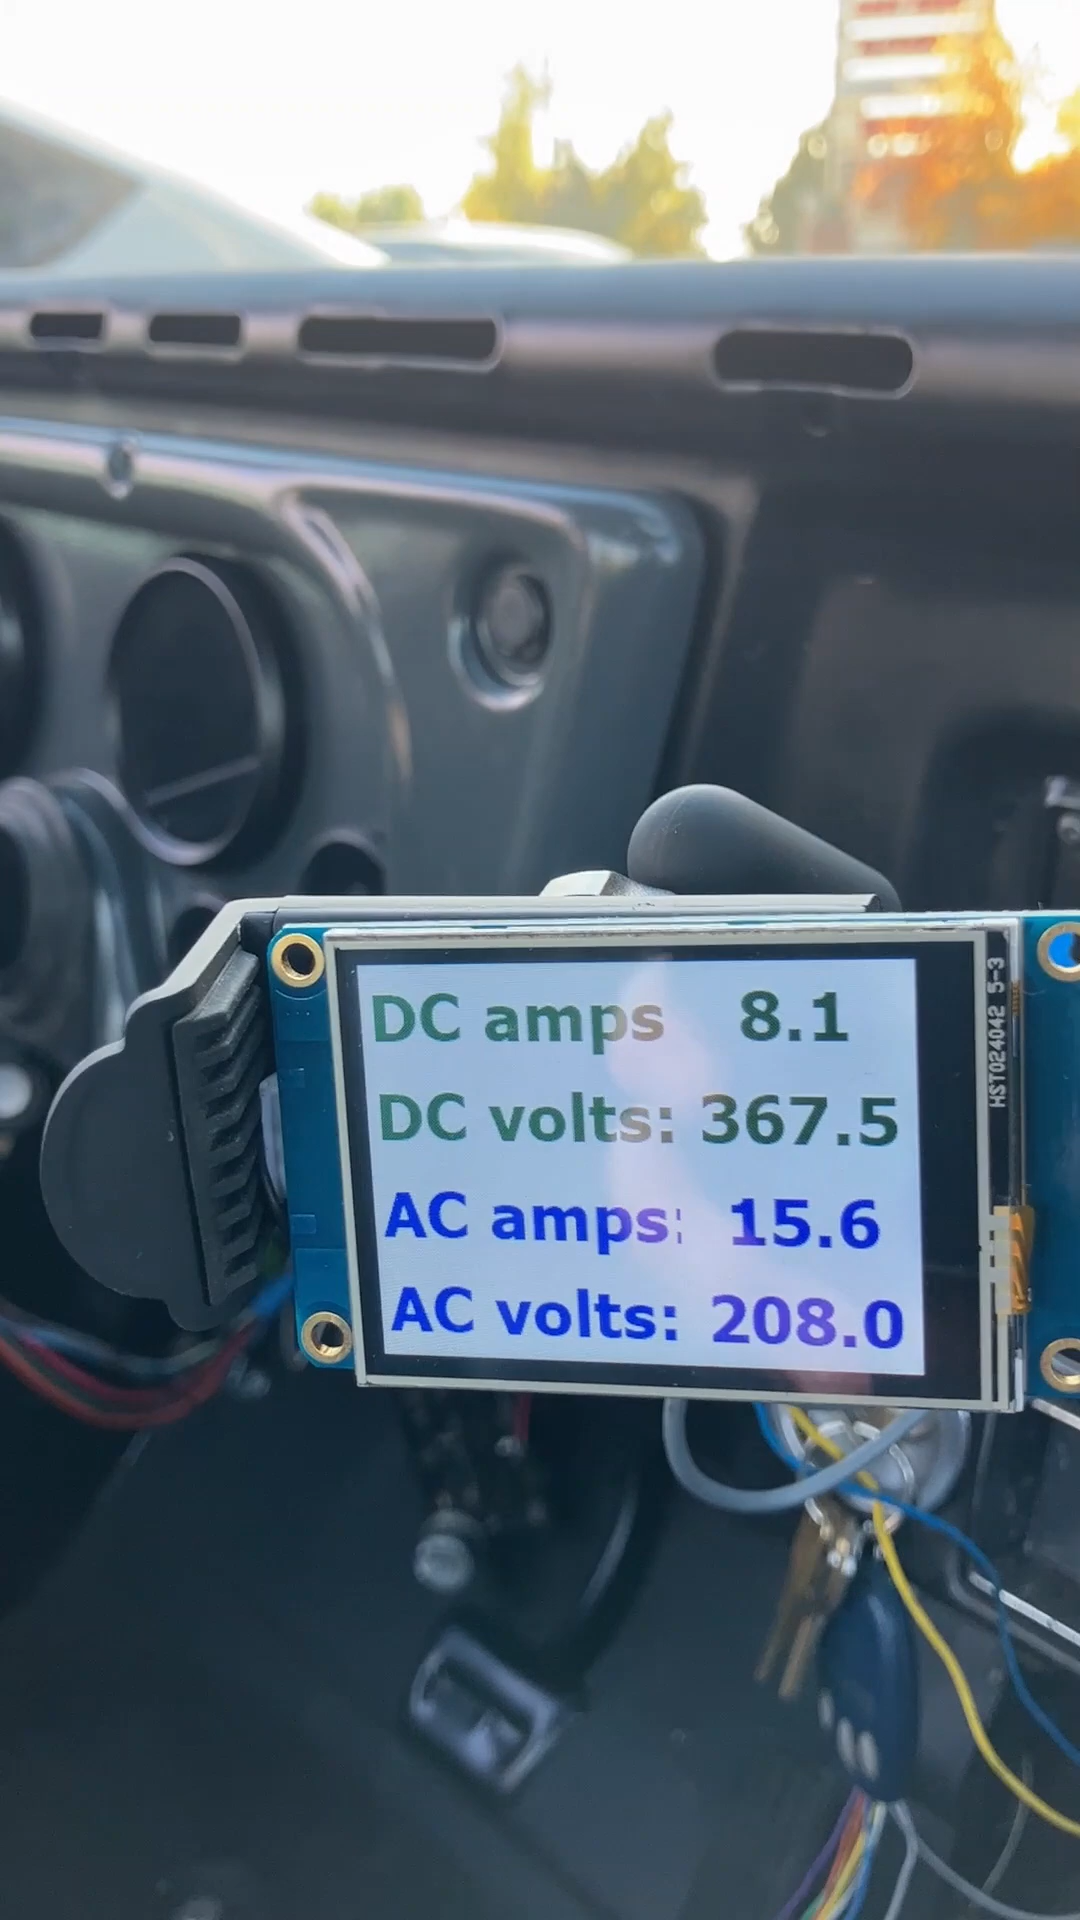 DC amps 8.1
DC volts: 367.5
AC amps: 15.6
AC volts: 208.0
HST024042 5-3